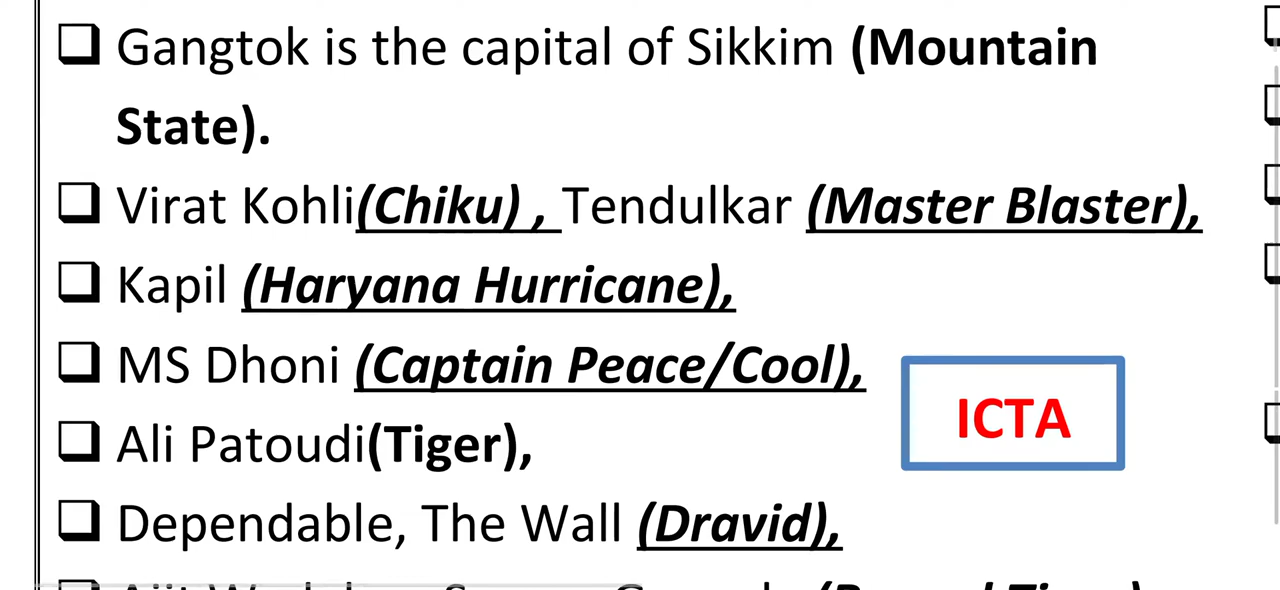 ❑ Gangtok is the capital of Sikkim (Mountain
State).
❑ Virat Kohli(Chiku) , Tendulkar (Master Blaster),
❑ Kapil (Haryana Hurricane),
❑ MS Dhoni (Captain Peace/Cool),
ICTA
❑ Ali Patoudi(Tiger),
❑ Dependable, The Wall (Dravid),